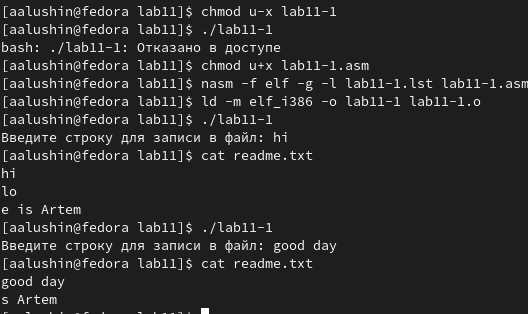 [aalushin@fedora lab11]$ chmod u-x lab11-1
[aalushin@fedora lab11]$ ./lab11-1
bash: ./lab11-1: Отказано в доступе
[aalushin@fedora lab11]$ chmod u+x lab11-1.asm
[aalushin@fedora lab11]$ nasm -f elf -g -l lab11-1.lst lab11-1.asm
[aalushin@fedora lab11]$ ld -m elf_i386 -o lab11-1 lab11-1.o
[aalushin@fedora lab11]$ ./lab11-1
Введите строку для записи в файл: hi
[aalushin@fedora lab11]$ cat readme.txt
hi
lo
e is Artem
[aalushin@fedora lab11]$ ./lab11-1
Введите строку для записи в файл: good day
[aalushin@fedora lab11]$ cat readme.txt
good day
s Artem
[aalushin@fedora lab11]$